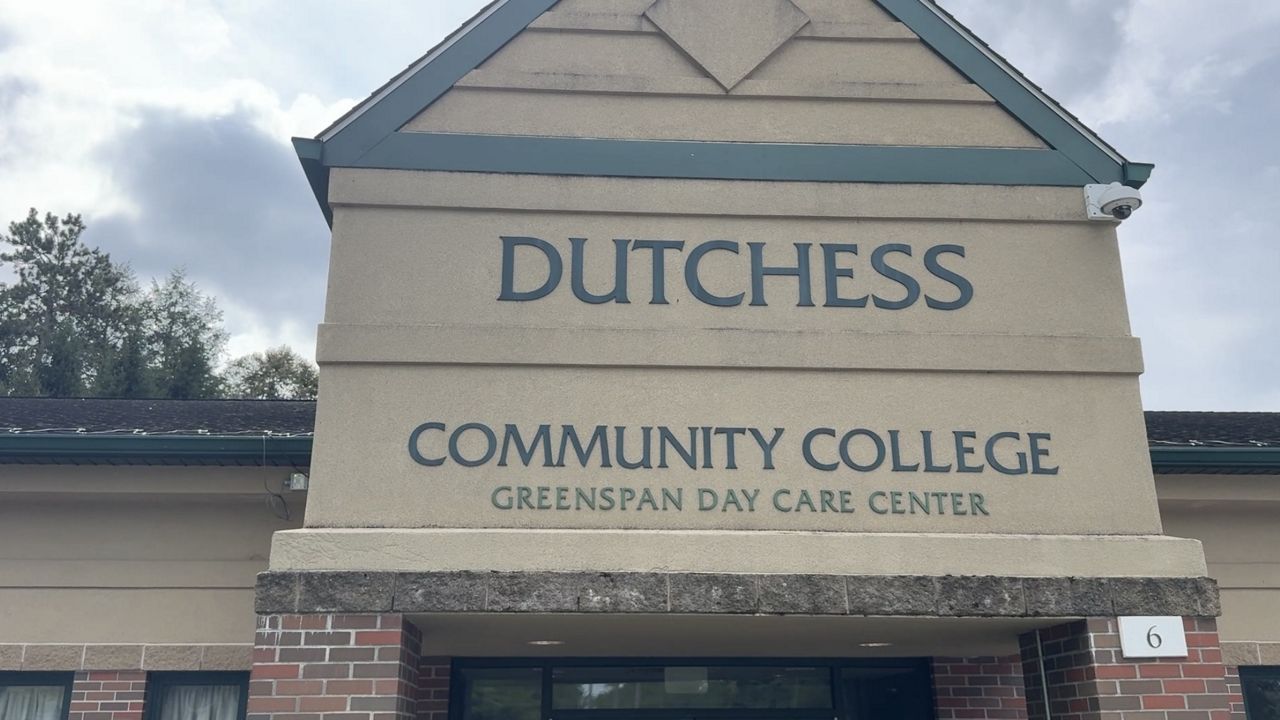 DUTCHESS
COMMUNITY COLLEGE
GREENSPAN DAY CARE CENTER
6